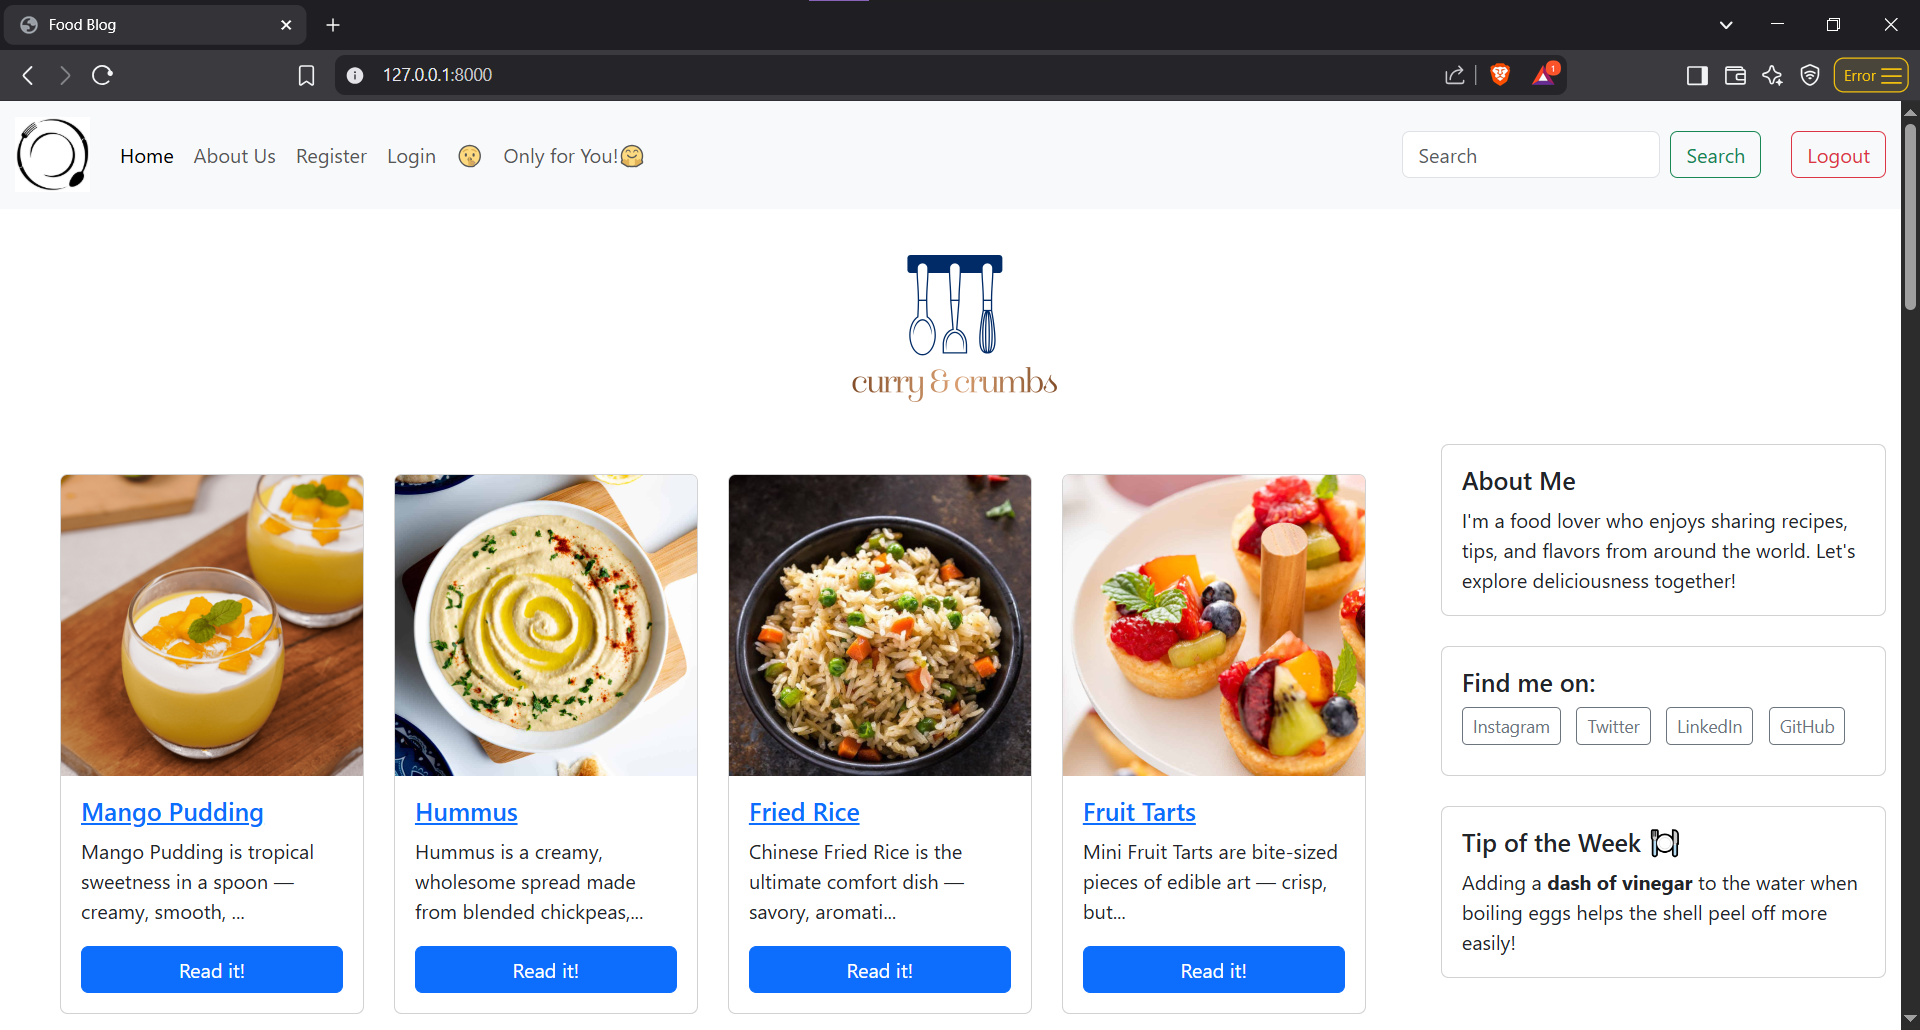 Food Blog
127.0.0.1:8000
1
Error
Home About Us Register Login 🤫 Only for You!🤗
Search Search Logout
curry & crumbs
Mango Pudding
Mango Pudding is tropical
sweetness in a spoon —
creamy, smooth, ...
Read it!
Hummus
Hummus is a creamy,
wholesome spread made
from blended chickpeas,...
Read it!
Fried Rice
Chinese Fried Rice is the
ultimate comfort dish —
savory, aromati...
Read it!
Fruit Tarts
Mini Fruit Tarts are bite-sized
pieces of edible art — crisp,
but...
Read it!
About Me
I'm a food lover who enjoys sharing recipes,
tips, and flavors from around the world. Let's
explore deliciousness together!
Find me on:
Instagram Twitter LinkedIn GitHub
Tip of the Week 🍽
Adding a dash of vinegar to the water when
boiling eggs helps the shell peel off more
easily!